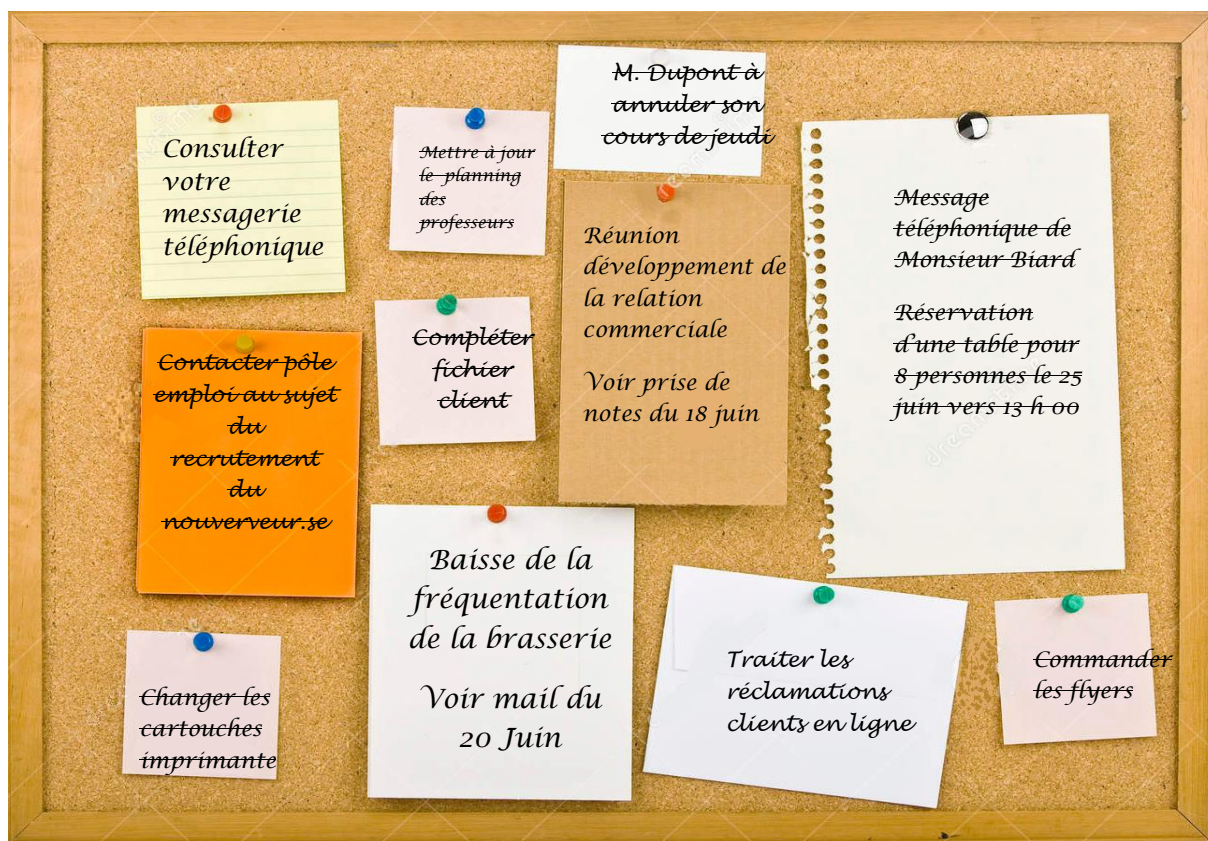 Consulter
votre
messagerie
téléphonique
Mettre à jour
le planning
des
professeurs
M. Dupont à
annuler son
cours de jeudi
Réunion
développement de
la relation
commerciale
Voir prise de
notes du 18 juin
Message
téléphonique de
Monsieur Biard
Réservation
d'une table pour
8 personnes le 25
juin vers 13 h 00
Contacter pôle
emploi au sujet
du
recrutement
du
nouverveur.se
Compléter
fichier
client
Baisse de la
fréquentation
de la brasserie
Voir mail du
20 Juin
Traiter les
réclamations
clients en ligne
Commander
les flyers
Changer les
cartouches
imprimante